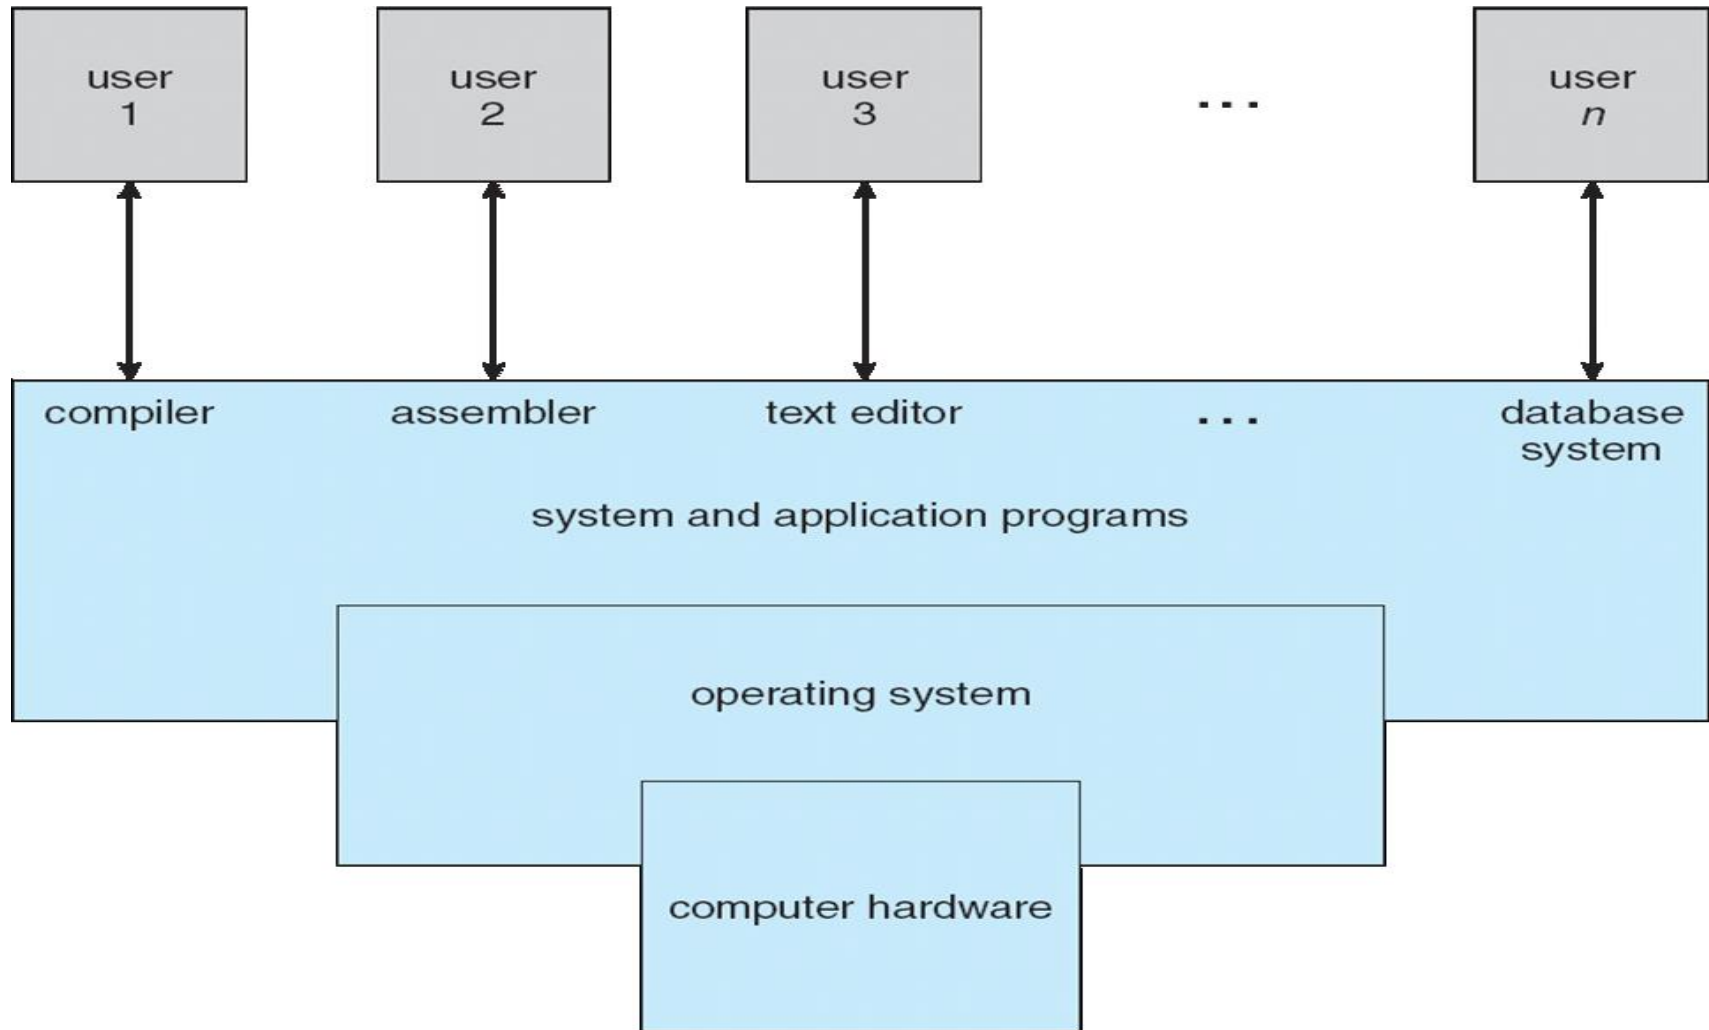 user
1
user
2
user
3
...
user
n
compiler
assembler
text editor
...
database
system
system and application programs
operating system
computer hardware